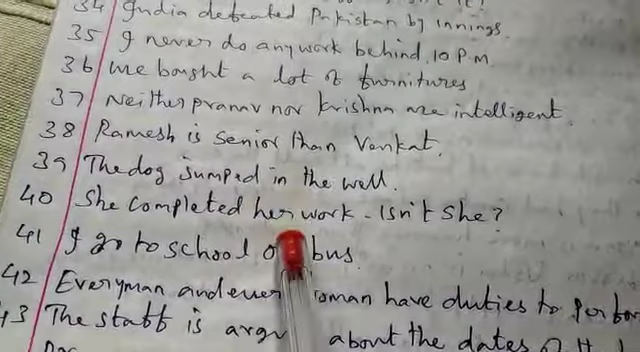 34 India defeated Pakistan by innings.
35 I never do any work behind 10 P.M.
36 We bought a lot of furnitures
37 Neither pranav nor Krishna are intelligent.
38 Ramesh is senior than Venkat.
39 The dog jumped in the well.
40 She completed her work - Isn't she?
41 I go to school bus.
42 Everyman and have duties to
43 The staff is about the dates of